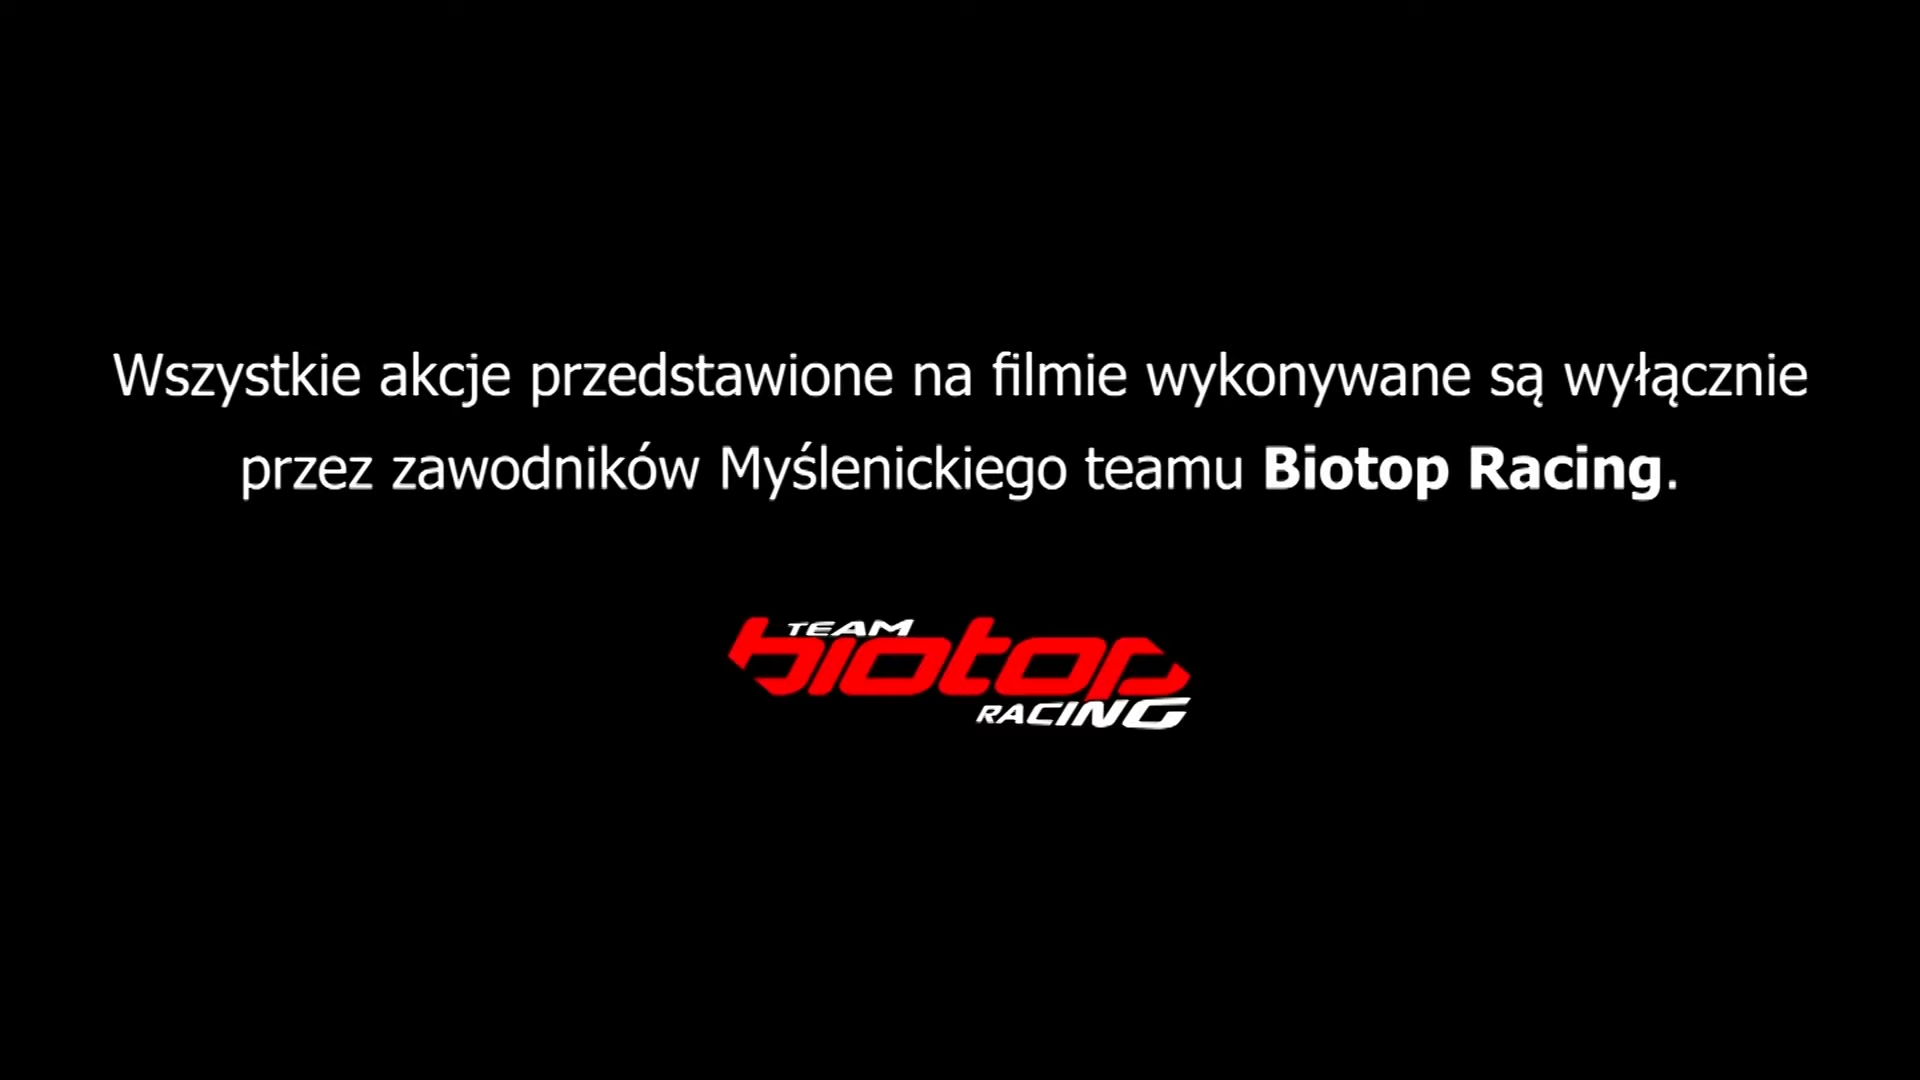 Wszystkie akcje przedstawione na filmie wykonywane są wyłącznie
przez zawodników Myślenickiego teamu Biotop Racing.
TEAM
biotop
RACING